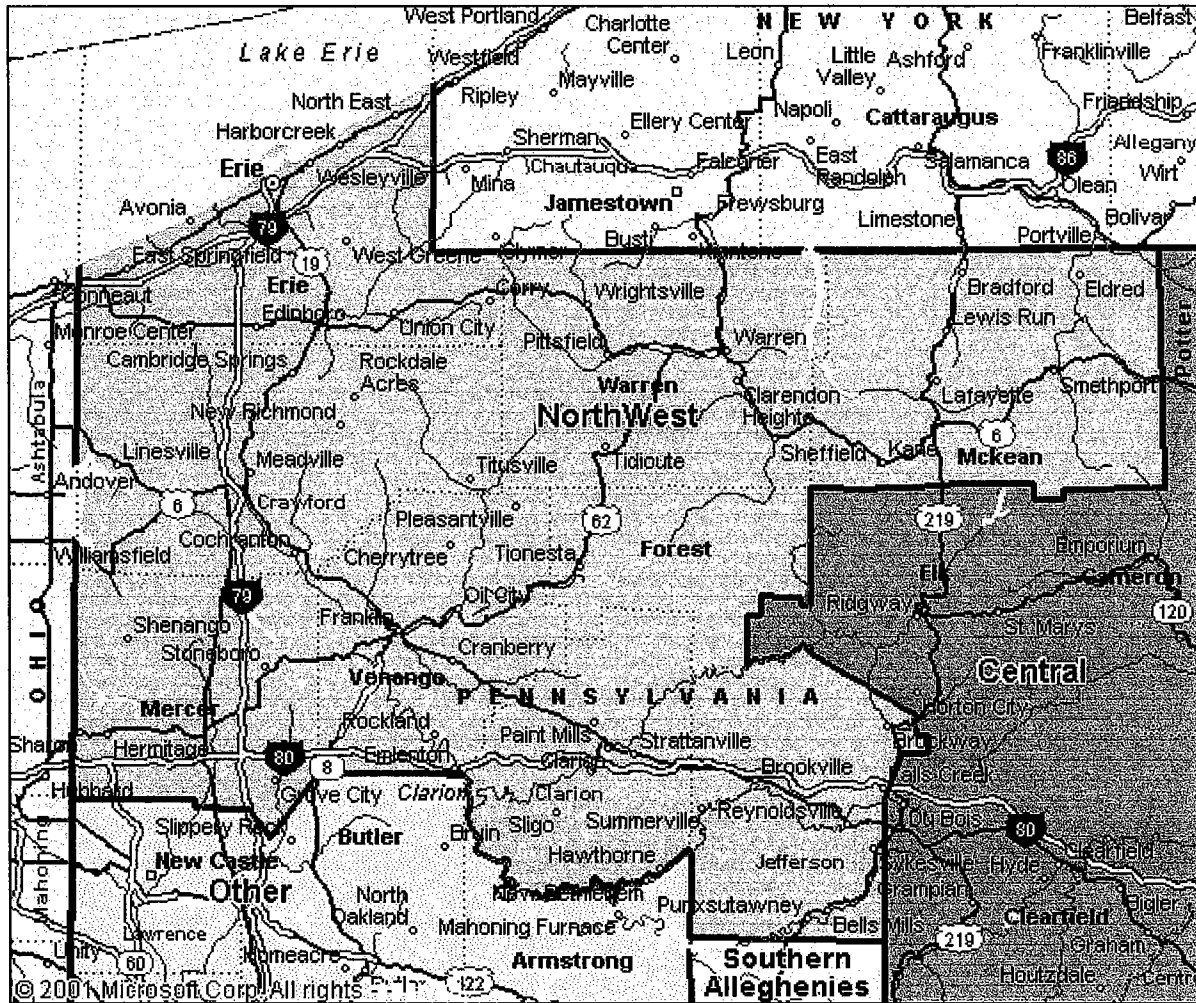 West Portland
NEW YORK
Belfast
Lake Erie
Charlotte
Center
Leon
Little
Valley
Ashford
Franklinville
Westfield
Mayville
North East
Ripley
Napoli
Friendship
Harborcreek
Ellery Center
Cattaraugus
Sherman
Allegany
Erie
Chautauqu
Falconer
East
Randolph
Salamanca
86
Wirt
Wesleyville
Mina
Olean
Avonia
Jamestown
Frewsburg
Limestone
Bolivar
79
Busti
Portville
East Springfield
West Greene
Clymer
19
Erie
Corry
Bradford
Eldred
Conneaut
Wrightsville
Edinboro
Union City
Lewis Run
Monroe Center
Pittsfield
Warren
Potter
Cambridge Springs
Rockdale
Acres
Warren
Clarendon
Heights
Lafayette
Smethport
Ashtabula
New Richmond
NorthWest
6
Linesville
Meadville
Titusville
Tidioute
Sheffield
Kane
Mckean
Andover
6
Crawford
Pleasantville
62
219
Cochranton
Cherrytree
Tionesta
Forest
Williamsfield
Emporium
Elk
Cameron
79
Oil City
Ridgway
OHIO
Franklin
120
Shenango
St. Marys
Stoneboro
Cranberry
Central
Venango
PENNSYLVANIA
Mercer
Rockland
Horton City
Sharon
Hermitage
Paint Mills
Strattanville
Brockway
80
8
Emlenton
Clarion
Brookville
Falls Creek
Hubbard
Grove City
Clarion
Clarion
Reynoldsville
Du Bois
Slippery Rock
Butler
Bruin
Sligo
Summerville
80
Mahoning
New Castle
Hawthorne
Jefferson
Sykesville
Hyde
Clearfield
Other
New Bethlehem
Grampian
North
Oakland
Punxsutawney
Clearfield
Bigler
Mahoning Furnace
Bells Mills
219
Lawrence
Graham
Unity
60
Homeacre
Armstrong
Southern
Alleghenies
Houtzdale
Centr
422
© 2001 Microsoft Corp. All rights